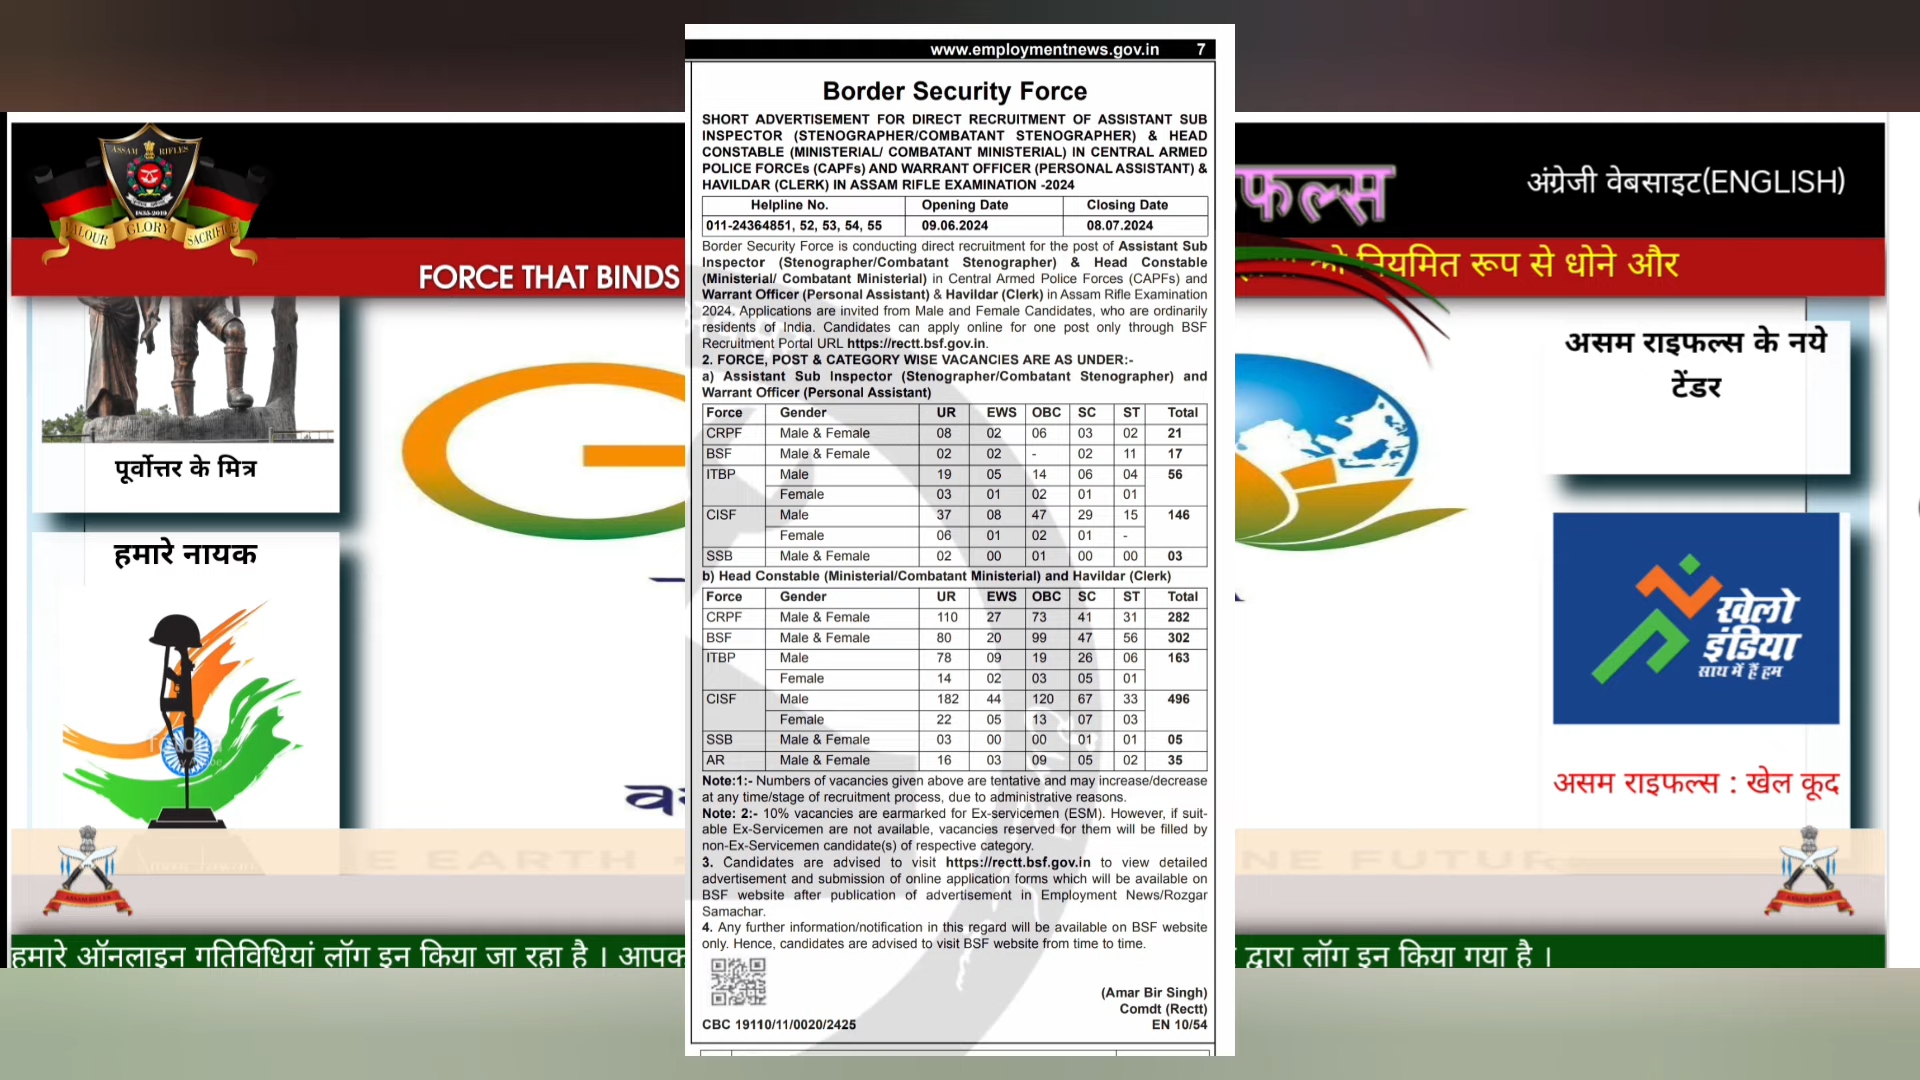 www.employmentnews.gov.in 7
Border Security Force
SHORT ADVERTISEMENT FOR DIRECT RECRUITMENT OF ASSISTANT SUB
INSPECTOR (STENOGRAPHER/COMBATANT STENOGRAPHER) & HEAD
CONSTABLE (MINISTERIAL/ COMBATANT MINISTERIAL) IN CENTRAL ARMED
POLICE FORCEs (CAPFs) AND WARRANT OFFICER (PERSONAL ASSISTANT) &
HAVILDAR (CLERK) IN ASSAM RIFLE EXAMINATION -2024
Helpline No. Opening Date Closing Date
011-24364851, 52, 53, 54, 55 09.06.2024 08.07.2024
Border Security Force is conducting direct recruitment for the post of Assistant Sub
Inspector (Stenographer/Combatant Stenographer) & Head Constable
(Ministerial/ Combatant Ministerial) in Central Armed Police Forces (CAPFs) and
Warrant Officer (Personal Assistant) & Havildar (Clerk) in Assam Rifle Examination
2024. Applications are invited from Male and Female Candidates, who are ordinarily
residents of India. Candidates can apply online for one post only through BSF
Recruitment Portal URL https://rectt.bsf.gov.in.
2. FORCE, POST & CATEGORY WISE VACANCIES ARE AS UNDER:-
a) Assistant Sub Inspector (Stenographer/Combatant Stenographer) and
Warrant Officer (Personal Assistant)
Force Gender UR EWS OBC SC ST Total
CRPF Male & Female 08 02 06 03 02 21
BSF Male & Female 02 02 - 02 11 17
ITBP Male 19 05 14 06 04 56
Female 03 01 02 01 01
CISF Male 37 08 47 29 15 146
Female 06 01 02 01 -
SSB Male & Female 02 00 01 00 00 03
b) Head Constable (Ministerial/Combatant Ministerial) and Havildar (Clerk)
Force Gender UR EWS OBC SC ST Total
CRPF Male & Female 110 27 73 41 31 282
BSF Male & Female 80 20 99 47 56 302
ITBP Male 78 09 19 26 06 163
Female 14 02 03 05 01
CISF Male 182 44 120 67 33 496
Female 22 05 13 07 03
SSB Male & Female 03 00 00 01 01 05
AR Male & Female 16 03 09 05 02 35
Note:1:- Numbers of vacancies given above are tentative and may increase/decrease
at any time/stage of recruitment process, due to administrative reasons.
Note: 2:- 10% vacancies are earmarked for Ex-servicemen (ESM). However, if suit-
able Ex-Servicemen are not available, vacancies reserved for them will be filled by
non-Ex-Servicemen candidate(s) of respective category.
3. Candidates are advised to visit https://rectt.bsf.gov.in to view detailed
advertisement and submission of online application forms which will be available on
BSF website after publication of advertisement in Employment News/Rozgar
Samachar.
4. Any further information/notification in this regard will be available on BSF website
only. Hence, candidates are advised to visit BSF website from time to time.
(Amar Bir Singh)
Comdt (Rectt)
CBC 19110/11/0020/2425 EN 10/54
ASSAM RIFLES
1835-2019
VALOUR GLORY SACRIFICE
FORCE THAT BINDS
पूर्वोत्तर के मित्र
हमारे नायक
E EARTH
हमारे ऑनलाइन गतिविधियां लॉग इन किया जा रहा है । आपक
फल्स
अंग्रेजी वेबसाइट(ENGLISH)
को नियमित रूप से धोने और
असम राइफल्स के नये
टेंडर
खेलो
इंडिया
साथ में हैं हम
असम राइफल्स : खेल कूद
NE FUTUR
ASSAM RIFLES
द्वारा लॉग इन किया गया है ।